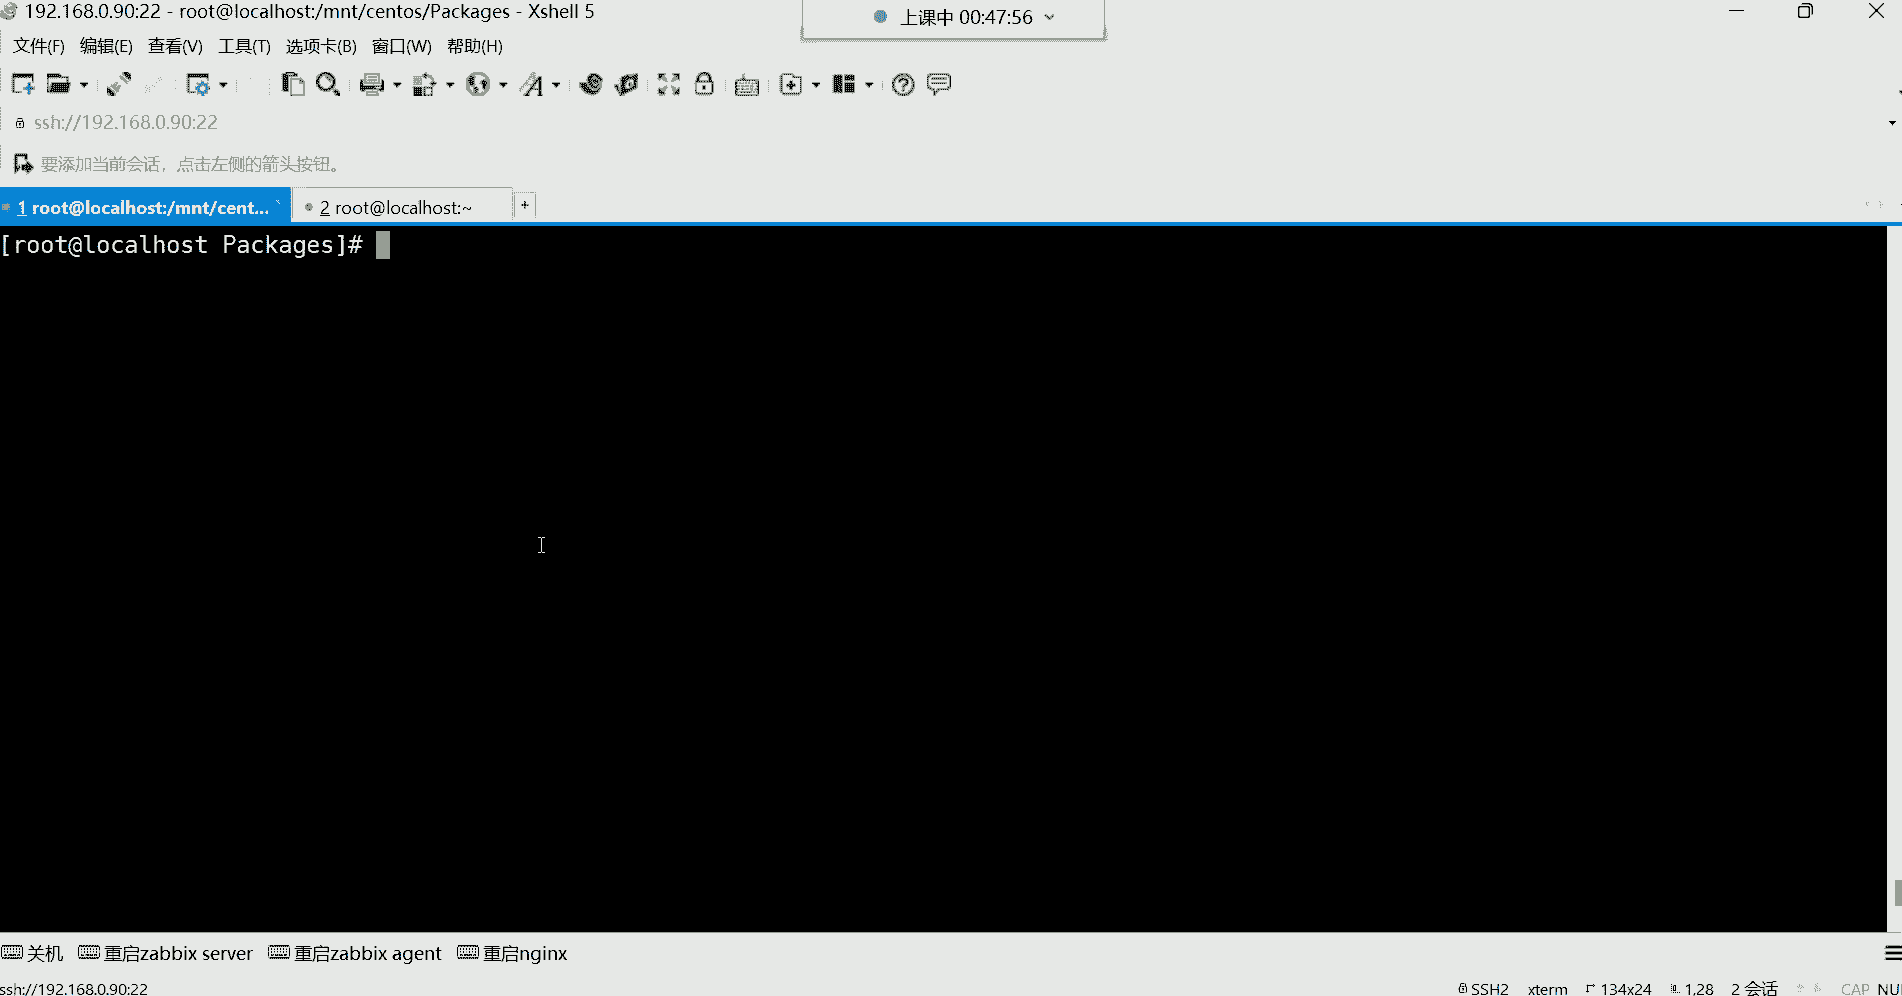 192.168.0.90:22 - root@localhost:/mnt/centos/Packages - Xshell 5
上课中 00:47:56
文件(F) 编辑(E) 查看(V) 工具(T) 选项卡(B) 窗口(W) 帮助(H)
ssh://192.168.0.90:22
要添加当前会话，点击左侧的箭头按钮。
1 root@localhost:/mnt/cent... 2 root@localhost:~ +
[root@localhost Packages]#
关机 重启zabbix server 重启zabbix agent 重启nginx
ssh://192.168.0.90:22 SSH2 xterm 134x24 1,28 2 会话 CAP NU